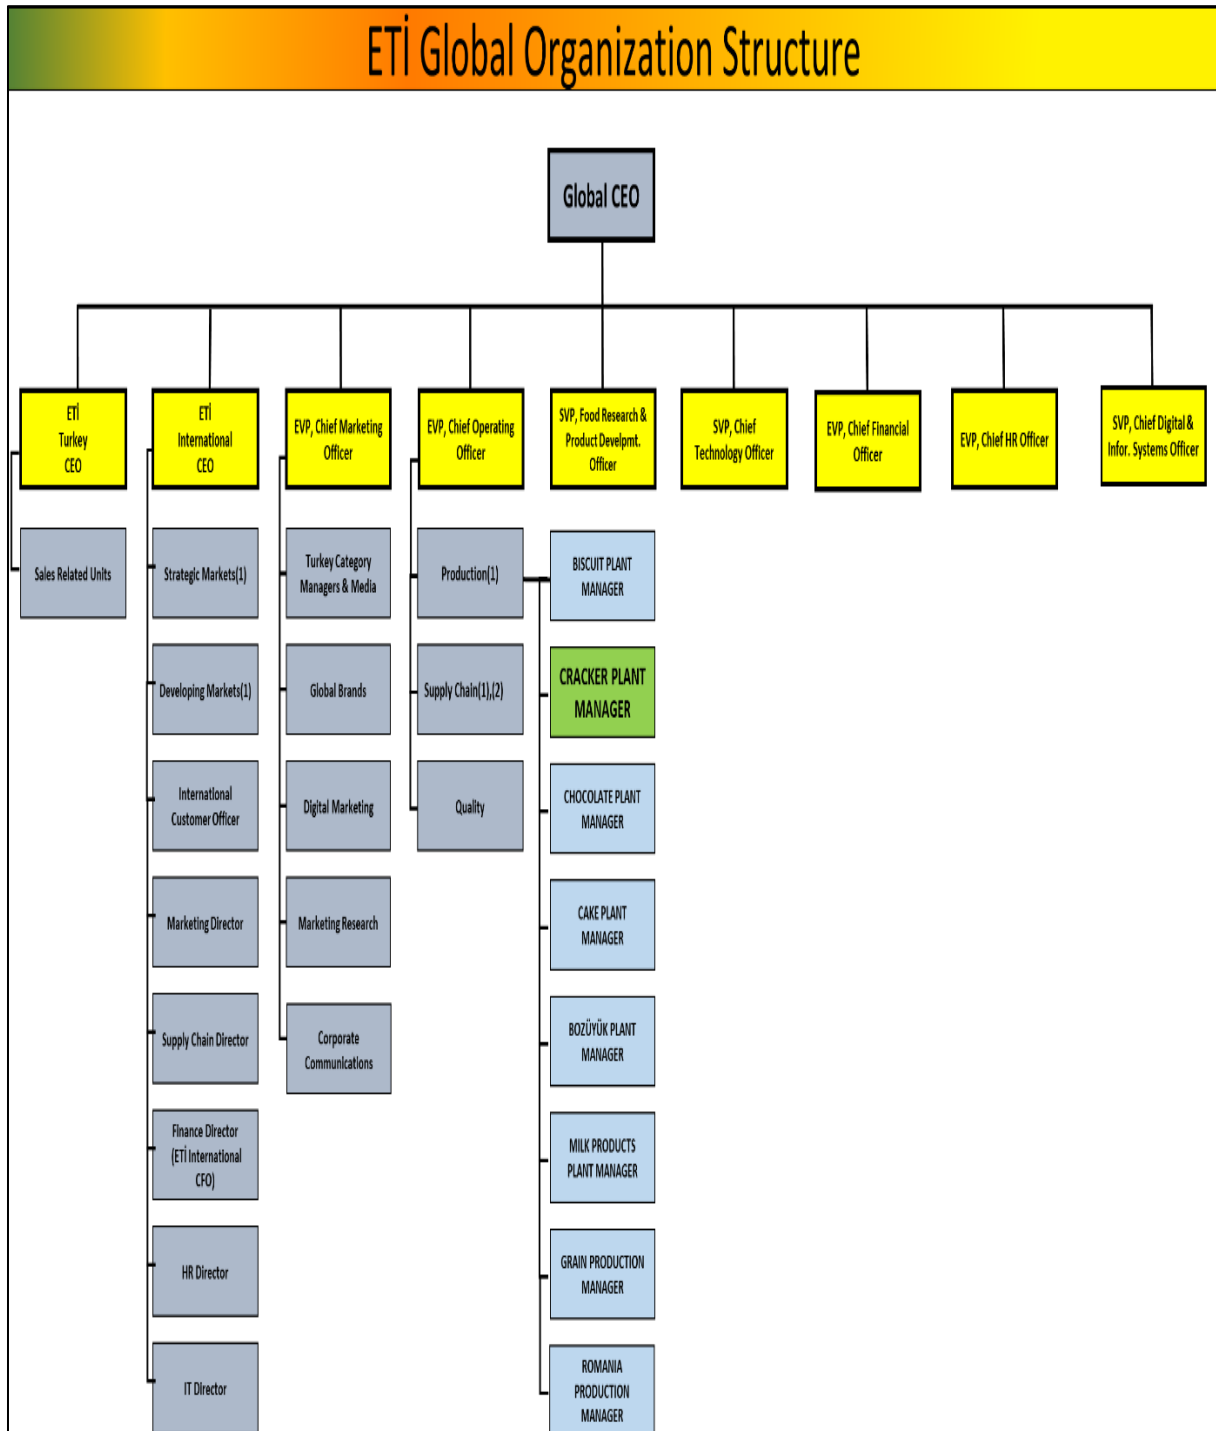 ETİ Global Organization Structure
Global CEO
ETİ
Turkey
CEO
ETİ
International
CEO
EVP, Chief Marketing
Officer
EVP, Chief Operating
Officer
SVP, Food Research &
Product Develpmt.
Officer
SVP, Chief
Technology Officer
EVP, Chief Financial
Officer
EVP, Chief HR Officer
SVP, Chief Digital &
Infor. Systems Officer
Sales Related Units
Strategic Markets(1)
Developing Markets(1)
International
Customer Officer
Marketing Director
Supply Chain Director
Finance Director
(ETİ International
CFO)
HR Director
IT Director
Turkey Category
Managers & Media
Global Brands
Digital Marketing
Marketing Research
Corporate
Communications
Production(1)
Supply Chain(1),(2)
Quality
BISCUIT PLANT
MANAGER
CRACKER PLANT
MANAGER
CHOCOLATE PLANT
MANAGER
CAKE PLANT
MANAGER
BOZÜYÜK PLANT
MANAGER
MILK PRODUCTS
PLANT MANAGER
GRAIN PRODUCTION
MANAGER
ROMANIA
PRODUCTION
MANAGER